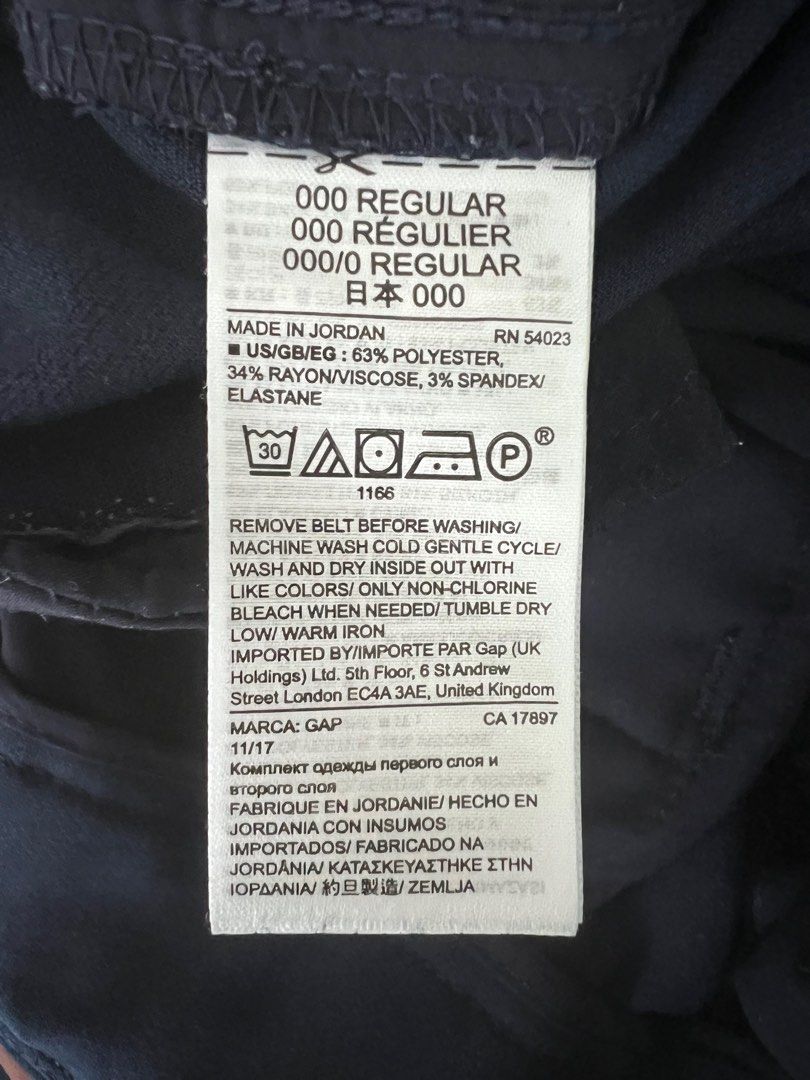 000 REGULAR
000 RÉGULIER
000/0 REGULAR
日本 000
MADE IN JORDAN RN 54023
■ US/GB/EG : 63% POLYESTER,
34% RAYON/VISCOSE, 3% SPANDEX/
ELASTANE
30 P ®
1166
REMOVE BELT BEFORE WASHING/
MACHINE WASH COLD GENTLE CYCLE/
WASH AND DRY INSIDE OUT WITH
LIKE COLORS/ ONLY NON-CHLORINE
BLEACH WHEN NEEDED/ TUMBLE DRY
LOW/ WARM IRON
IMPORTED BY/IMPORTE PAR Gap (UK
Holdings) Ltd. 5th Floor, 6 St Andrew
Street London EC4A 3AE, United Kingdom
MARCA: GAP CA 17897
11/17
Комплект одежды первого слоя и
второго слоя
FABRIQUE EN JORDANIE/ HECHO EN
JORDANIA CON INSUMOS
IMPORTADOS/ FABRICADO NA
JORDÂNIA/ ΚΑΤΑΣΚΕΥΑΣΤΗΚΕ ΣΤΗΝ
ΙΟΡΔΑΝΙΑ/ 約旦製造/ ZEMLJA